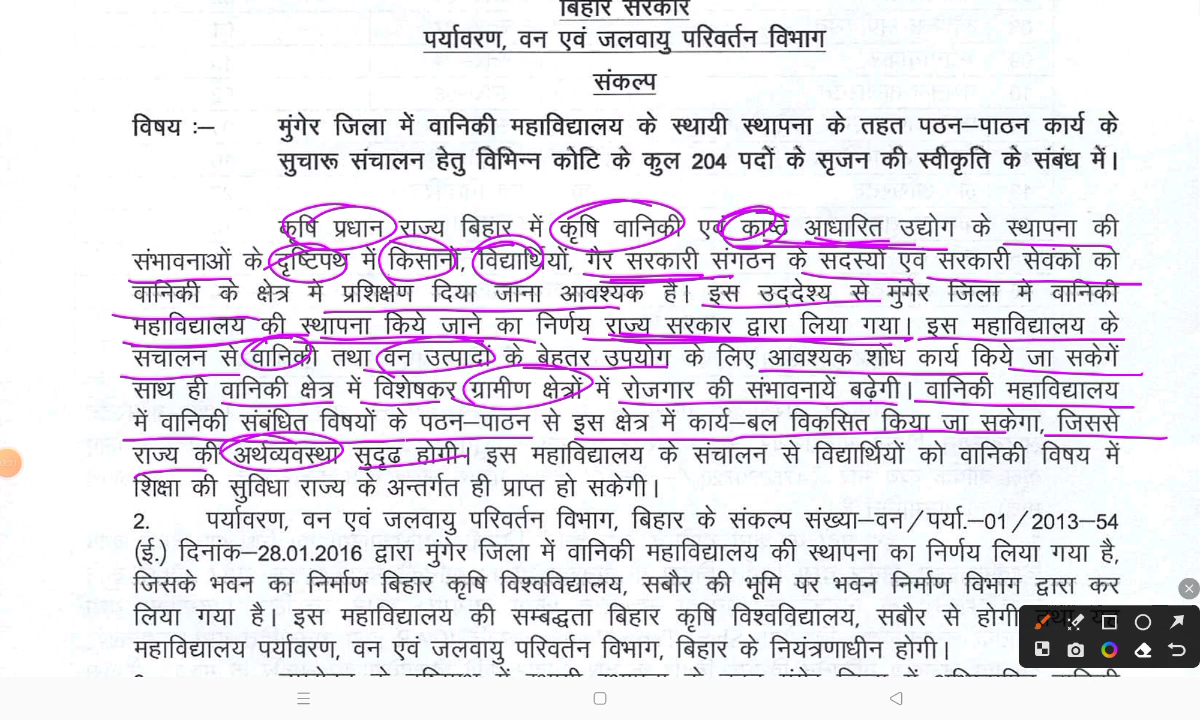 बिहार सरकार
पर्यावरण, वन एवं जलवायु परिवर्तन विभाग
संकल्प
विषय :– मुंगेर जिला में वानिकी महाविद्यालय के स्थायी स्थापना के तहत पठन–पाठन कार्य के
सुचारू संचालन हेतु विभिन्न कोटि के कुल 204 पदों के सृजन की स्वीकृति के संबंध में।
कृषि प्रधान राज्य बिहार में कृषि वानिकी एवं काष्ठ आधारित उद्योग के स्थापना की
संभावनाओं के दृष्टिपथ में किसानों, विद्यार्थियों, गैर सरकारी संगठन के सदस्यों एवं सरकारी सेवकों को
वानिकी के क्षेत्र में प्रशिक्षण दिया जाना आवश्यक है। इस उद्देश्य से मुंगेर जिला में वानिकी
महाविद्यालय की स्थापना किये जाने का निर्णय राज्य सरकार द्वारा लिया गया। इस महाविद्यालय के
संचालन से वानिकी तथा वन उत्पादों के बेहतर उपयोग के लिए आवश्यक शोध कार्य किये जा सकेगें
साथ ही वानिकी क्षेत्र में विशेषकर ग्रामीण क्षेत्रों में रोजगार की संभावनायें बढ़ेगी। वानिकी महाविद्यालय
में वानिकी संबंधित विषयों के पठन–पाठन से इस क्षेत्र में कार्य–बल विकसित किया जा सकेगा, जिससे
राज्य की अर्थव्यवस्था सुदृढ़ होगी। इस महाविद्यालय के संचालन से विद्यार्थियों को वानिकी विषय में
शिक्षा की सुविधा राज्य के अन्तर्गत ही प्राप्त हो सकेगी।
2. पर्यावरण, वन एवं जलवायु परिवर्तन विभाग, बिहार के संकल्प संख्या–वन/पर्या.–01/2013–54
(ई.) दिनांक–28.01.2016 द्वारा मुंगेर जिला में वानिकी महाविद्यालय की स्थापना का निर्णय लिया गया है,
जिसके भवन का निर्माण बिहार कृषि विश्वविद्यालय, सबौर की भूमि पर भवन निर्माण विभाग द्वारा कर
लिया गया है। इस महाविद्यालय की सम्बद्धता बिहार कृषि विश्वविद्यालय, सबौर से होगी तथा यह
महाविद्यालय पर्यावरण, वन एंव जलवायु परिवर्तन विभाग, बिहार के नियंत्रणाधीन होगी।